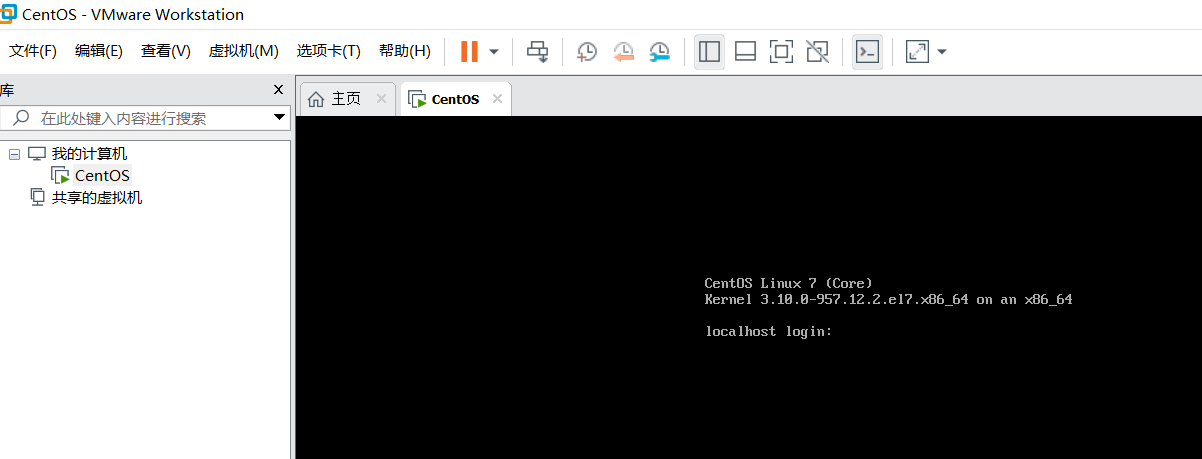 CentOS - VMware Workstation
文件(F) 编辑(E) 查看(V) 虚拟机(M) 选项卡(T) 帮助(H)
库
在此处键入内容进行搜索
我的计算机
CentOS
共享的虚拟机
主页 CentOS
CentOS Linux 7 (Core)
Kernel 3.10.0-957.12.2.el7.x86_64 on an x86_64
localhost login: